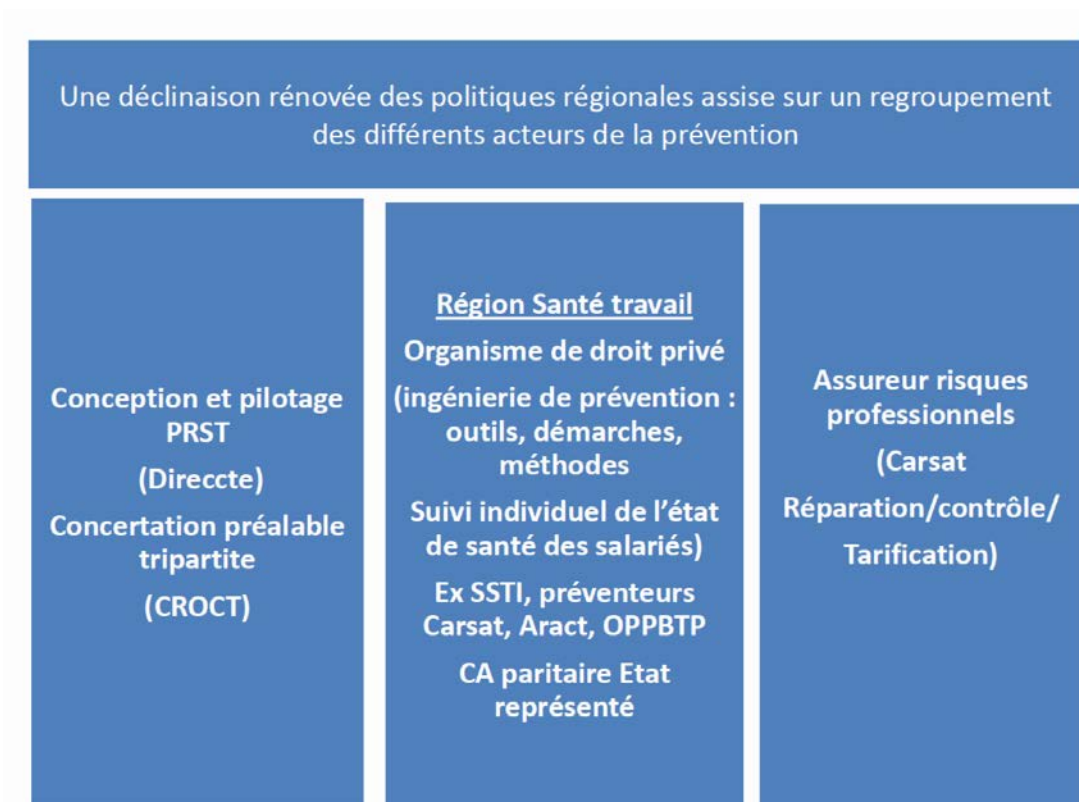 Une déclinaison rénovée des politiques régionales assise sur un regroupement
des différents acteurs de la prévention
Conception et pilotage
PRST
(Direccte)
Concertation préalable
tripartite
(CROCT)
Région Santé travail
Organisme de droit privé
(ingénierie de prévention :
outils, démarches,
méthodes
Suivi individuel de l'état
de santé des salariés)
Ex SSTI, préventeurs
Carsat, Aract, OPPBTP
CA paritaire Etat
représenté
Assureur risques
professionnels
(Carsat
Réparation/contrôle/
Tarification)